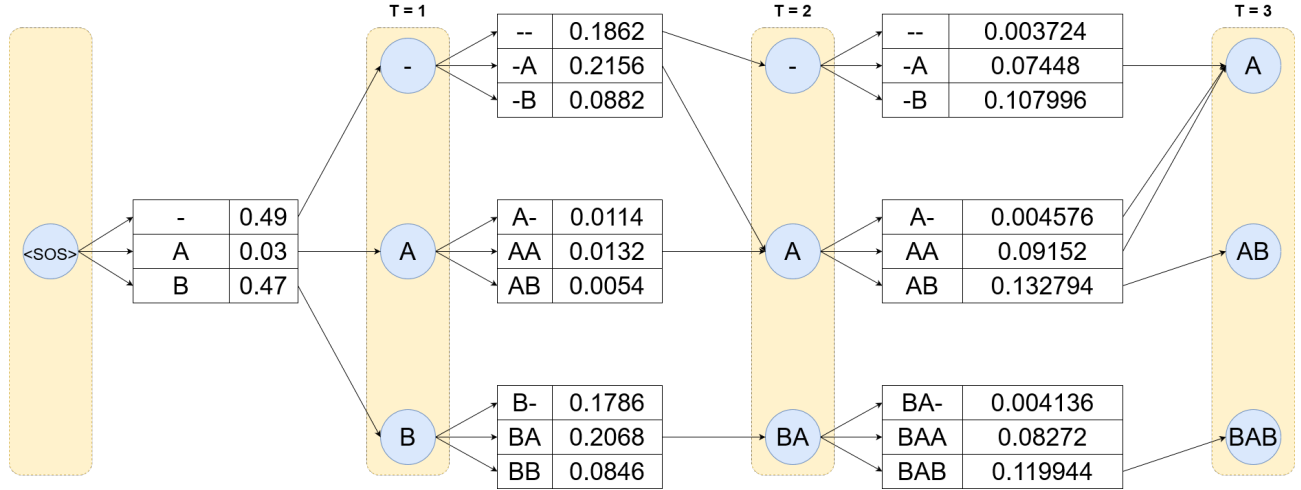 T = 1
T = 2
T = 3
-- 0.1862
-- 0.003724
- -A 0.2156
- -A 0.07448
A
-B 0.0882
-B 0.107996
- 0.49
A- 0.0114
A- 0.004576
<SOS>
A 0.03
A
AA 0.0132
A
AA 0.09152
AB
B 0.47
AB 0.0054
AB 0.132794
B- 0.1786
BA- 0.004136
B
BA 0.2068
BA
BAA 0.08272
BAB
BB 0.0846
BAB 0.119944